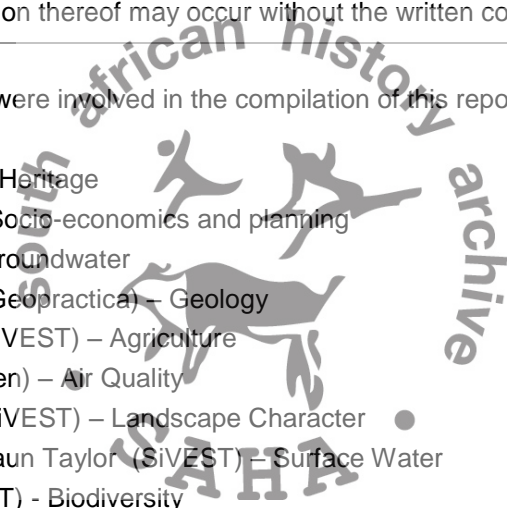 on thereof may occur without the written co
were involved in the compilation of this repo
Heritage
Socio-economics and planning
roundwater
Geopractica) – Geology
VEST) – Agriculture
en) – Air Quality
iVEST) – Landscape Character
aun Taylor (SiVEST) – Surface Water
T) - Biodiversity
south african history archive
SAHA